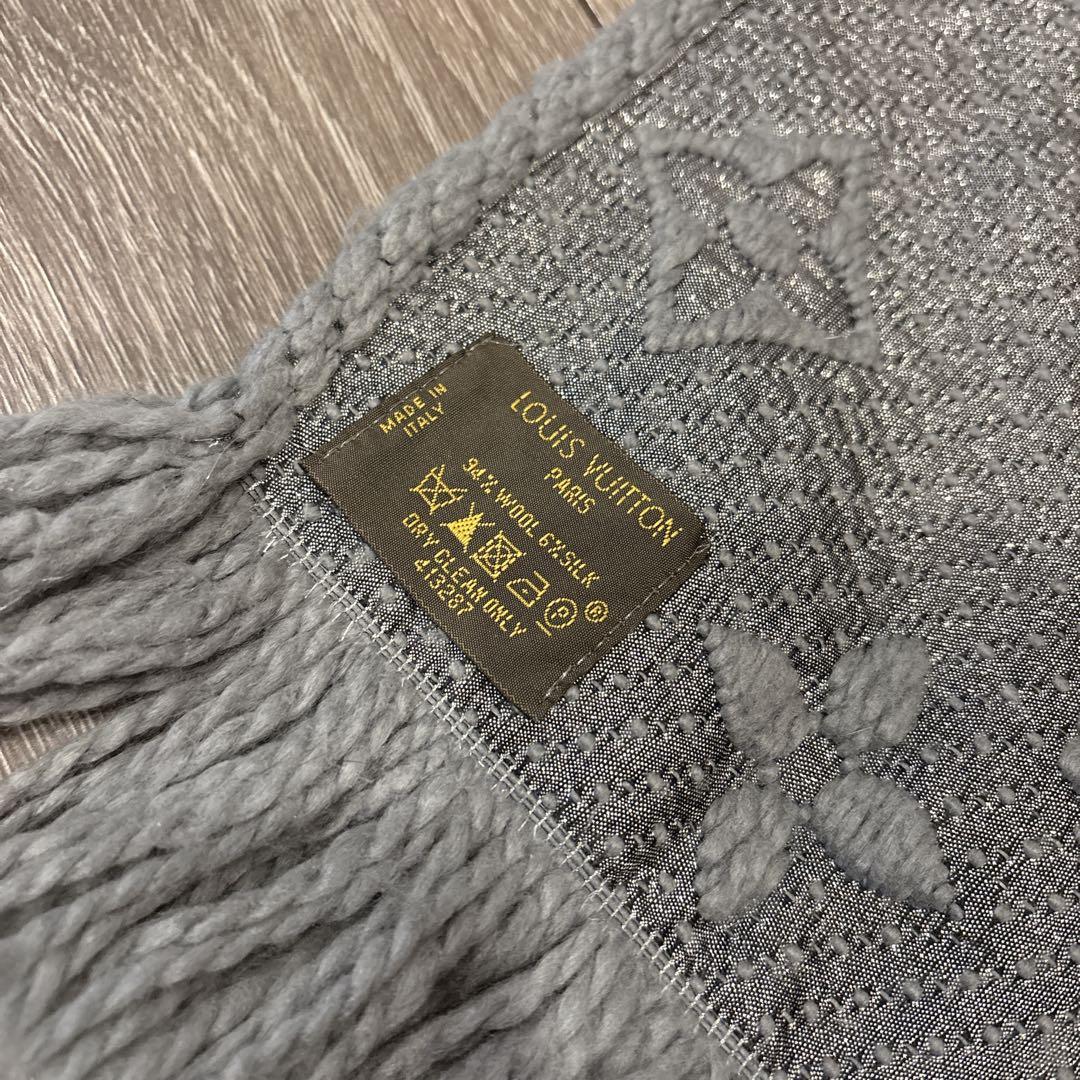 LOUIS VUITTON
PARIS
MADE IN
ITALY
94% WOOL 6%SILK
®
P
DRY CLEAN ONLY
413287